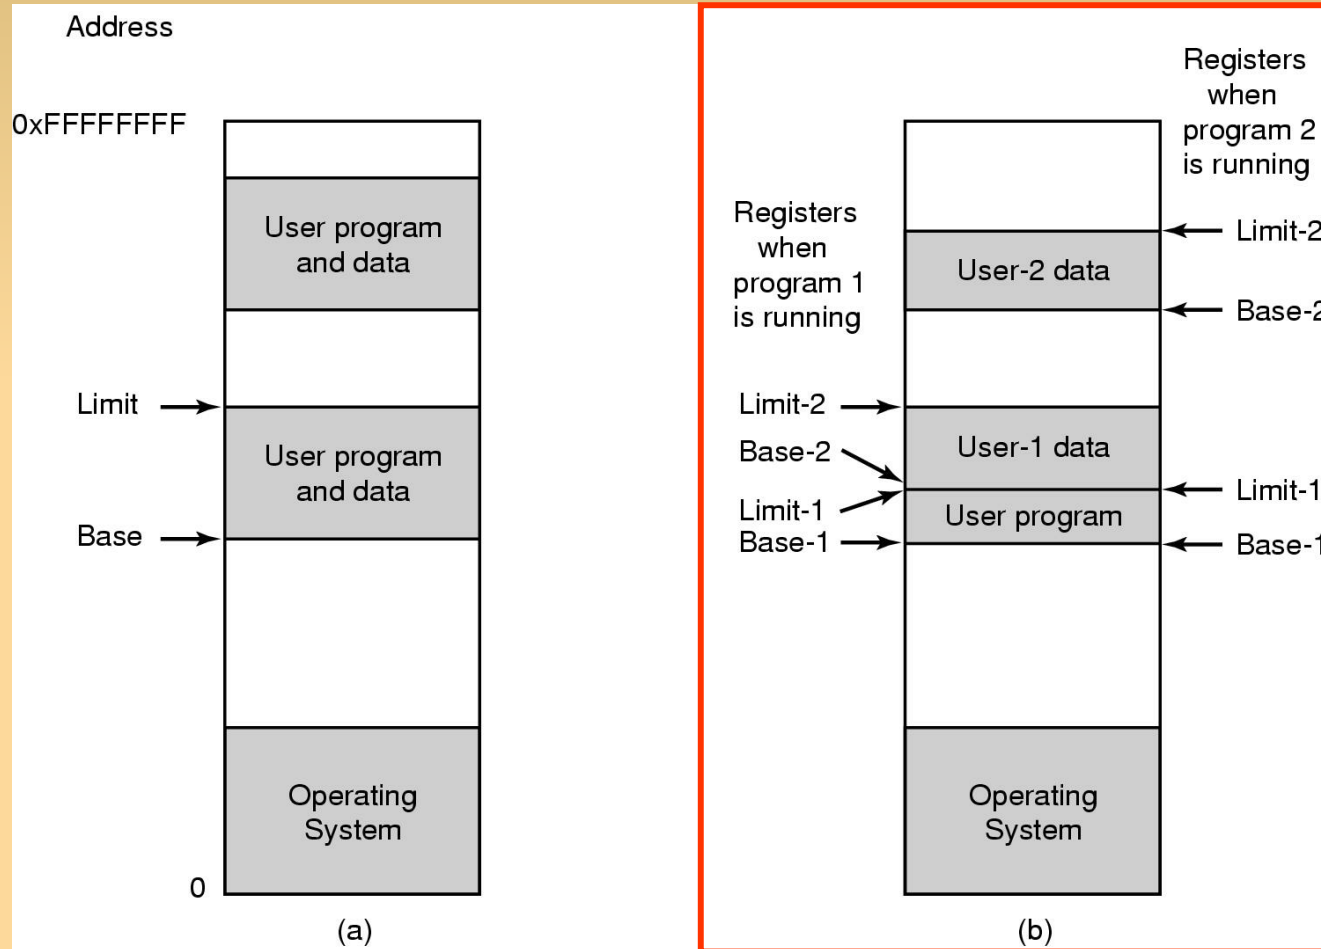 Address
0xFFFFFFFF
User program
and data
Limit
User program
and data
Base
Operating
System
0
(a)
Registers
when
program 1
is running
Limit-2
Base-2
Limit-1
Base-1
User-2 data
User-1 data
User program
Operating
System
Registers
when
program 2
is running
Limit-2
Base-2
Limit-1
Base-1
(b)